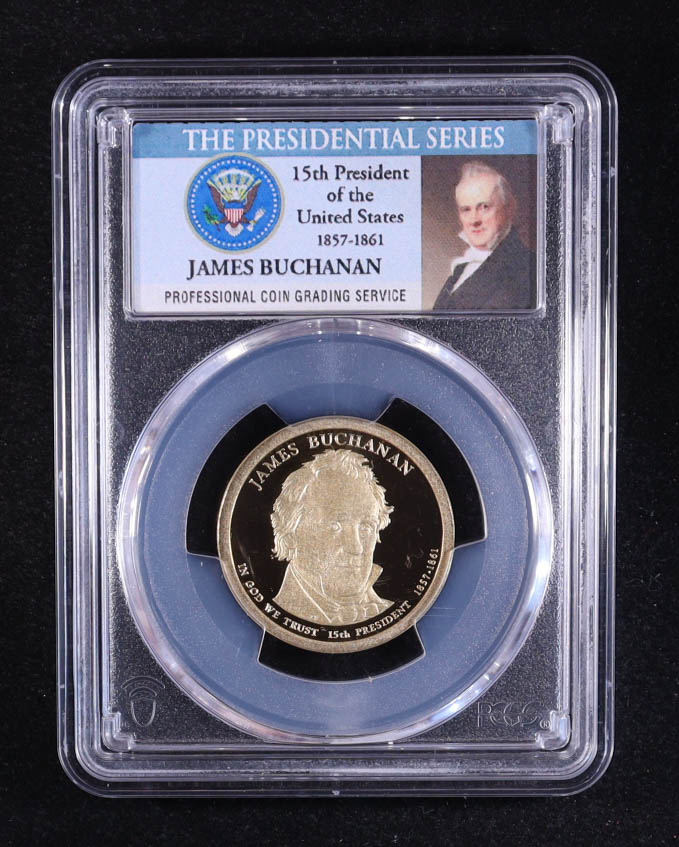 THE PRESIDENTIAL SERIES
15th President
of the
United States
1857-1861
JAMES BUCHANAN
PROFESSIONAL COIN GRADING SERVICE
JAMES BUCHANAN
IN GOD WE TRUST 15th PRESIDENT 1857-1861
PCGS®